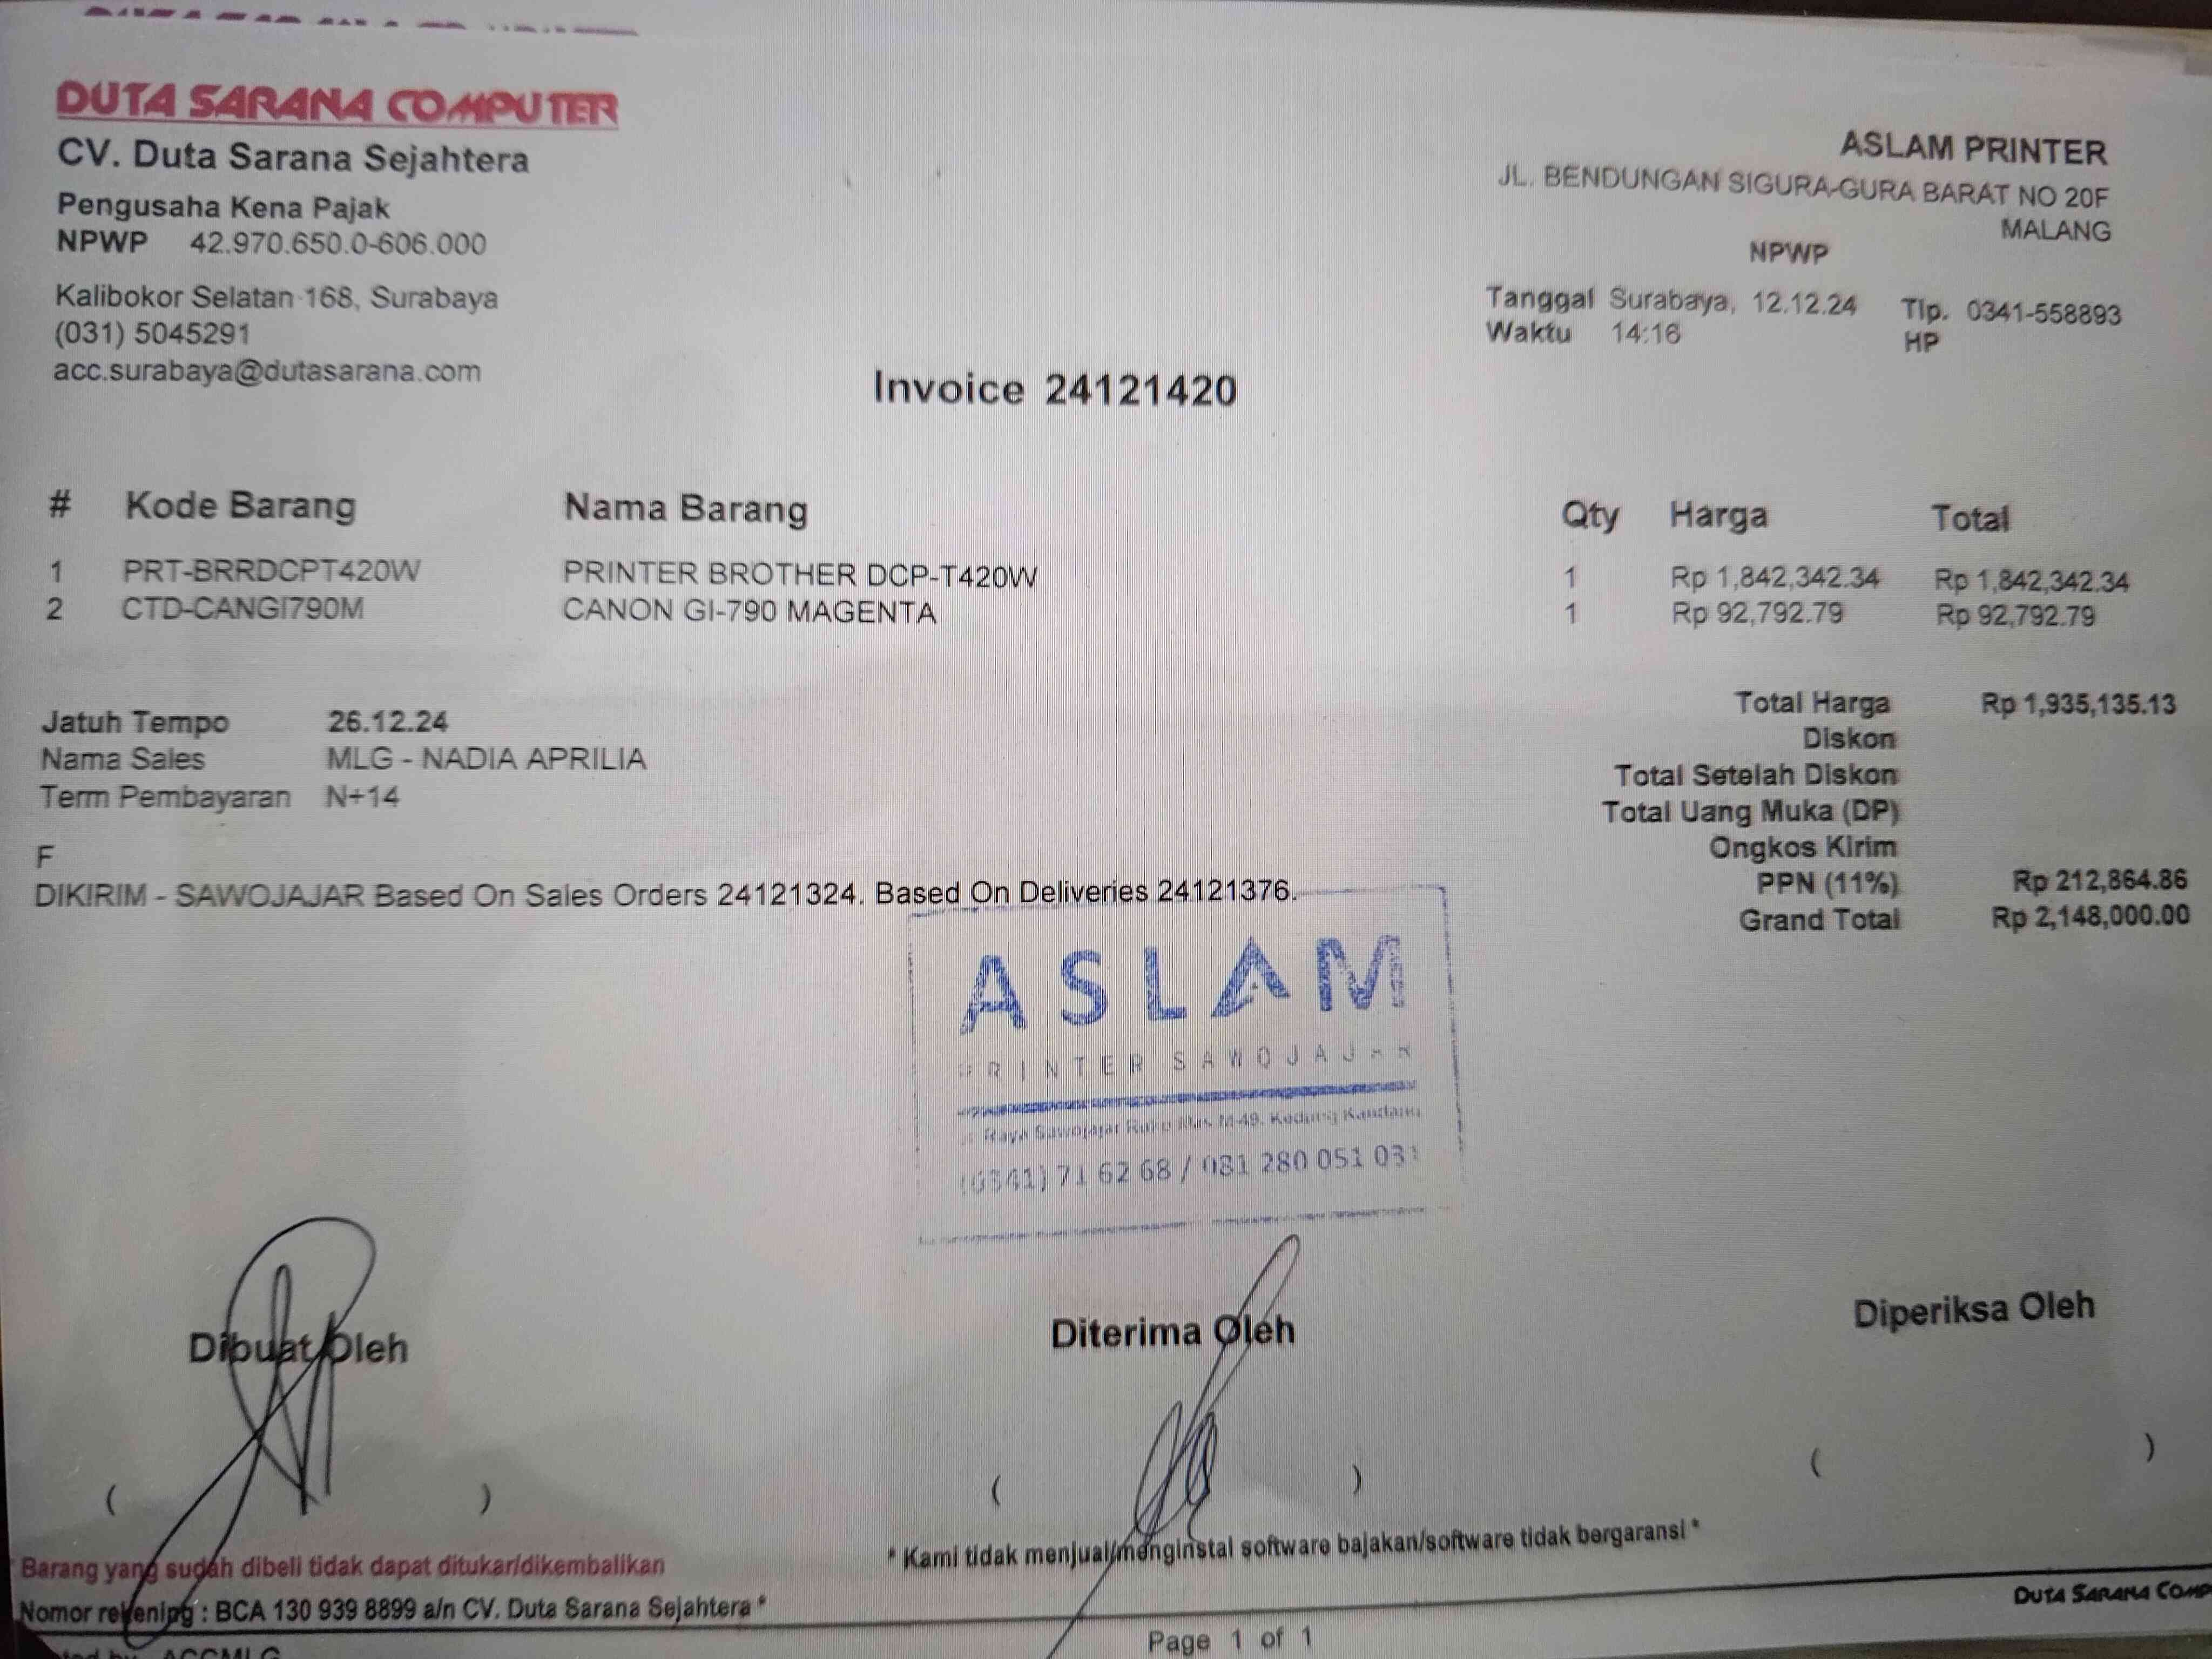 DUTA SARANA COMPUTER
CV. Duta Sarana Sejahtera
Pengusaha Kena Pajak
NPWP 42.970.650.0-606.000
Kalibokor Selatan 168, Surabaya
(031) 5045291
acc.surabaya@dutasarana.com
ASLAM PRINTER
JL. BENDUNGAN SIGURA-GURA BARAT NO 20F
MALANG
NPWP
Tanggal Surabaya, 12.12.24 Tlp. 0341-558893
Waktu 14:16 HP
Invoice 24121420
# Kode Barang Nama Barang Qty Harga Total
1 PRT-BRRDCPT420W PRINTER BROTHER DCP-T420W 1 Rp 1,842,342.34 Rp 1,842,342.34
2 CTD-CANGI790M CANON GI-790 MAGENTA 1 Rp 92,792.79 Rp 92,792.79
Jatuh Tempo 26.12.24
Nama Sales MLG - NADIA APRILIA
Term Pembayaran N+14
F
DIKIRIM - SAWOJAJAR Based On Sales Orders 24121324. Based On Deliveries 24121376.
Total Harga Rp 1,935,135.13
Diskon
Total Setelah Diskon
Total Uang Muka (DP)
Ongkos Kirim
PPN (11%) Rp 212,864.86
Grand Total Rp 2,148,000.00
ASLAM
PRINTER SAWOJAJAR
Raya Sawojajar Ruko M-49. Kedung Kandang
(0341) 71 62 68 / 081 280 051 031
Dibuat Oleh Diterima Oleh Diperiksa Oleh
( ) ( ) ( )
* Barang yang sudah dibeli tidak dapat ditukar/dikembalikan
* Kami tidak menjual/menginstal software bajakan/software tidak bergaransi *
Nomor rekening : BCA 130 939 8899 a/n CV. Duta Sarana Sejahtera *
DUTA SARANA COMP
Page 1 of 1
ACCMLG